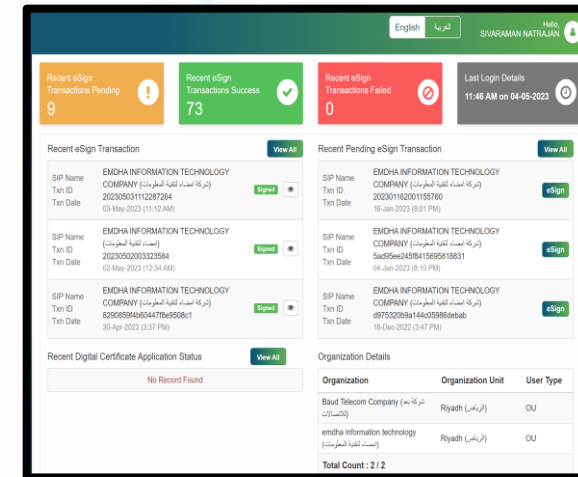 English العربية
Hello,
SIVARAMAN NATRAJAN
Recent eSign
Transactions Pending
9
Recent eSign
Transactions Success
73
Recent eSign
Transactions Failed
0
Last Login Details
11:46 AM on 04-05-2023
Recent eSign Transaction
View All
SIP Name EMDHA INFORMATION TECHNOLOGY
COMPANY (شركة امضاء لتقنية المعلومات)
Txn ID 202305031112287264
Txn Date 03-May-2023 (11:12 AM)
Signed
SIP Name EMDHA INFORMATION TECHNOLOGY
(امضاء لتقنية المعلومات)
Txn ID 20230502003323584
Txn Date 02-May-2023 (12:34 AM)
Signed
SIP Name EMDHA INFORMATION TECHNOLOGY
COMPANY (شركة امضاء لتقنية المعلومات)
Txn ID 8290859f4b60447f8e9508c1
Txn Date 30-Apr-2023 (3:37 PM)
Signed
Recent Digital Certificate Application Status
View All
No Record Found
Recent Pending eSign Transaction
View All
SIP Name EMDHA INFORMATION TECHNOLOGY
COMPANY (شركة امضاء لتقنية المعلومات)
Txn ID 202301162001155760
Txn Date 16-Jan-2023 (8:01 PM)
eSign
SIP Name EMDHA INFORMATION TECHNOLOGY
COMPANY (شركة امضاء لتقنية المعلومات)
Txn ID 5ad95ee245f8415695818831
Txn Date 04-Jan-2023 (8:10 PM)
eSign
SIP Name EMDHA INFORMATION TECHNOLOGY
COMPANY (شركة امضاء لتقنية المعلومات)
Txn ID d975320b9a144c05986debab
Txn Date 18-Dec-2022 (3:47 PM)
eSign
Organization Details
Organization Organization Unit User Type
Baud Telecom Company (شركة بعد
للاتصالات) Riyadh (الرياض) OU
emdha information technology
(امضاء لتقنية المعلومات) Riyadh (الرياض) OU
Total Count : 2 / 2